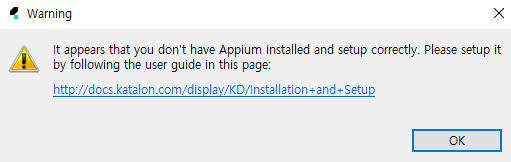 Warning
It appears that you don't have Appium installed and setup correctly. Please setup it
by following the user guide in this page:
http://docs.katalon.com/display/KD/Installation+and+Setup
OK